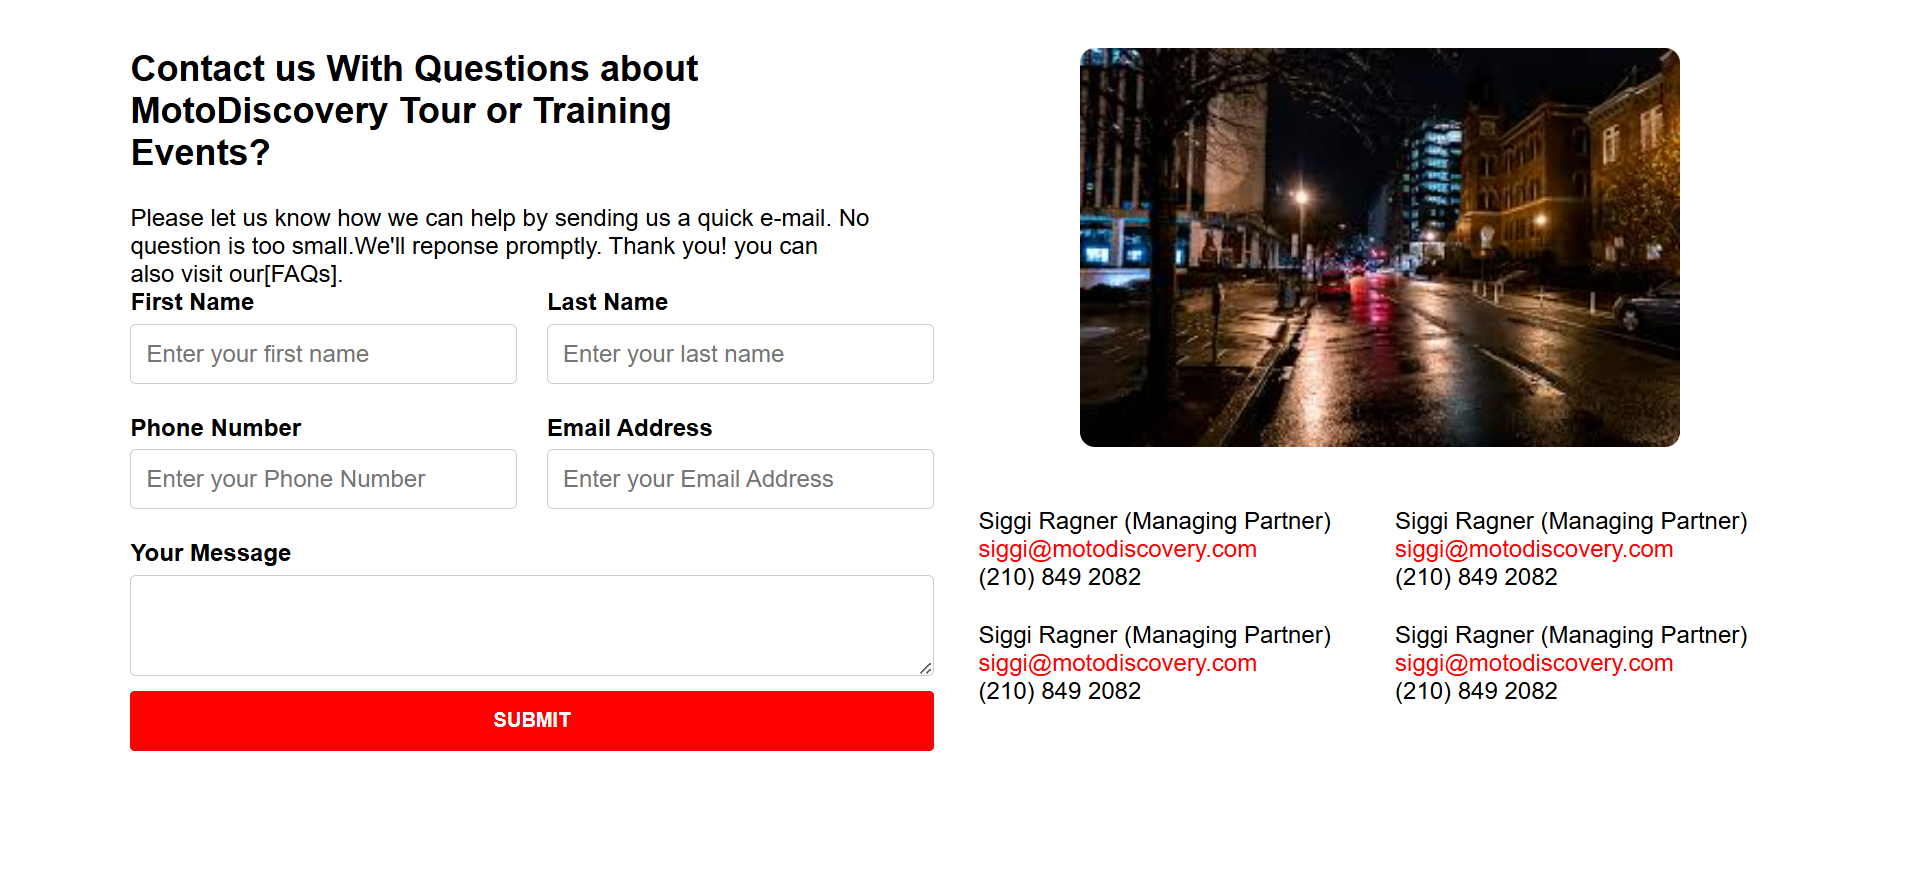 Contact us With Questions about
MotoDiscovery Tour or Training
Events?
Please let us know how we can help by sending us a quick e-mail. No
question is too small.We'll reponse promptly. Thank you! you can
also visit our[FAQs].
First Name
Last Name
Enter your first name
Enter your last name
Phone Number
Email Address
Enter your Phone Number
Enter your Email Address
Your Message
SUBMIT
Siggi Ragner (Managing Partner)
siggi@motodiscovery.com
(210) 849 2082
Siggi Ragner (Managing Partner)
siggi@motodiscovery.com
(210) 849 2082
Siggi Ragner (Managing Partner)
siggi@motodiscovery.com
(210) 849 2082
Siggi Ragner (Managing Partner)
siggi@motodiscovery.com
(210) 849 2082